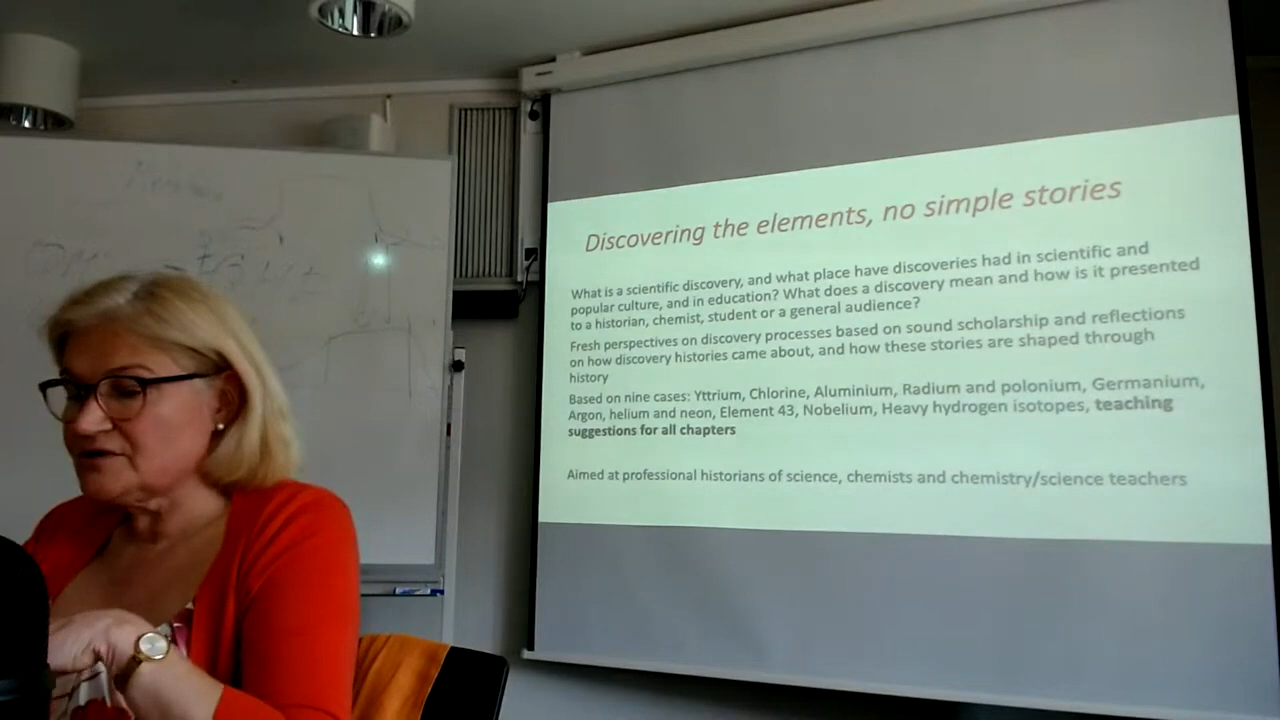 Discovering the elements, no simple stories
What is a scientific discovery, and what place have discoveries had in scientific and
popular culture, and in education? What does a discovery mean and how is it presented
to a historian, chemist, student or a general audience?
Fresh perspectives on discovery processes based on sound scholarship and reflections
on how discovery histories came about, and how these stories are shaped through
history
Based on nine cases: Yttrium, Chlorine, Aluminium, Radium and polonium, Germanium,
Argon, helium and neon, Element 43, Nobelium, Heavy hydrogen isotopes, teaching
suggestions for all chapters
Aimed at professional historians of science, chemists and chemistry/science teachers